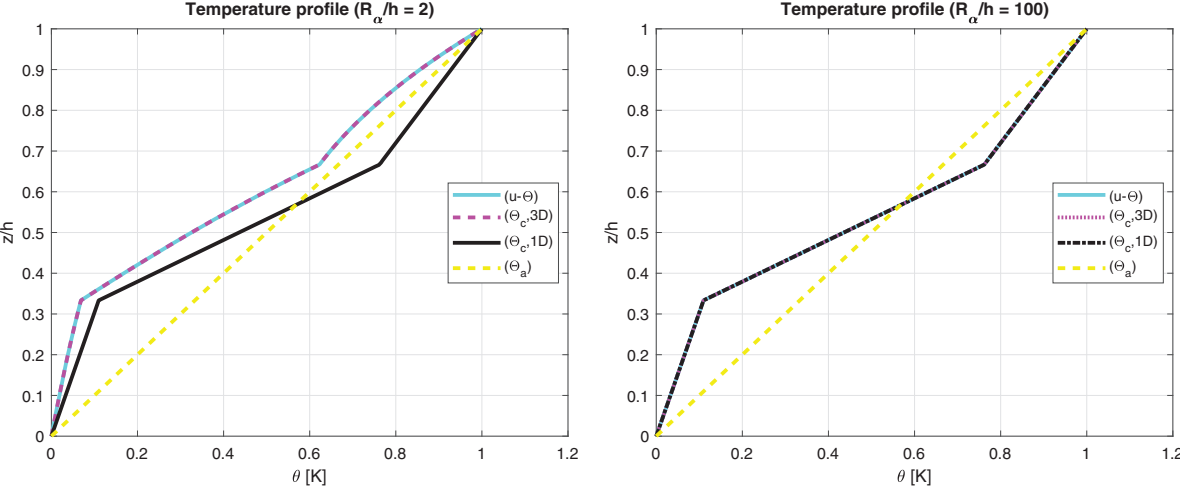 Temperature profile (R_α/h = 2)
1
0.9
0.8
0.7
0.6
0.5
0.4
0.3
0.2
0.1
0
z/h
(u-Θ)
(Θ_c,3D)
(Θ_c,1D)
(Θ_a)
0 0.2 0.4 0.6 0.8 1 1.2
θ [K]
Temperature profile (R_α/h = 100)
1
0.9
0.8
0.7
0.6
0.5
0.4
0.3
0.2
0.1
0
z/h
(u-Θ)
(Θ_c,3D)
(Θ_c,1D)
(Θ_a)
0 0.2 0.4 0.6 0.8 1 1.2
θ [K]